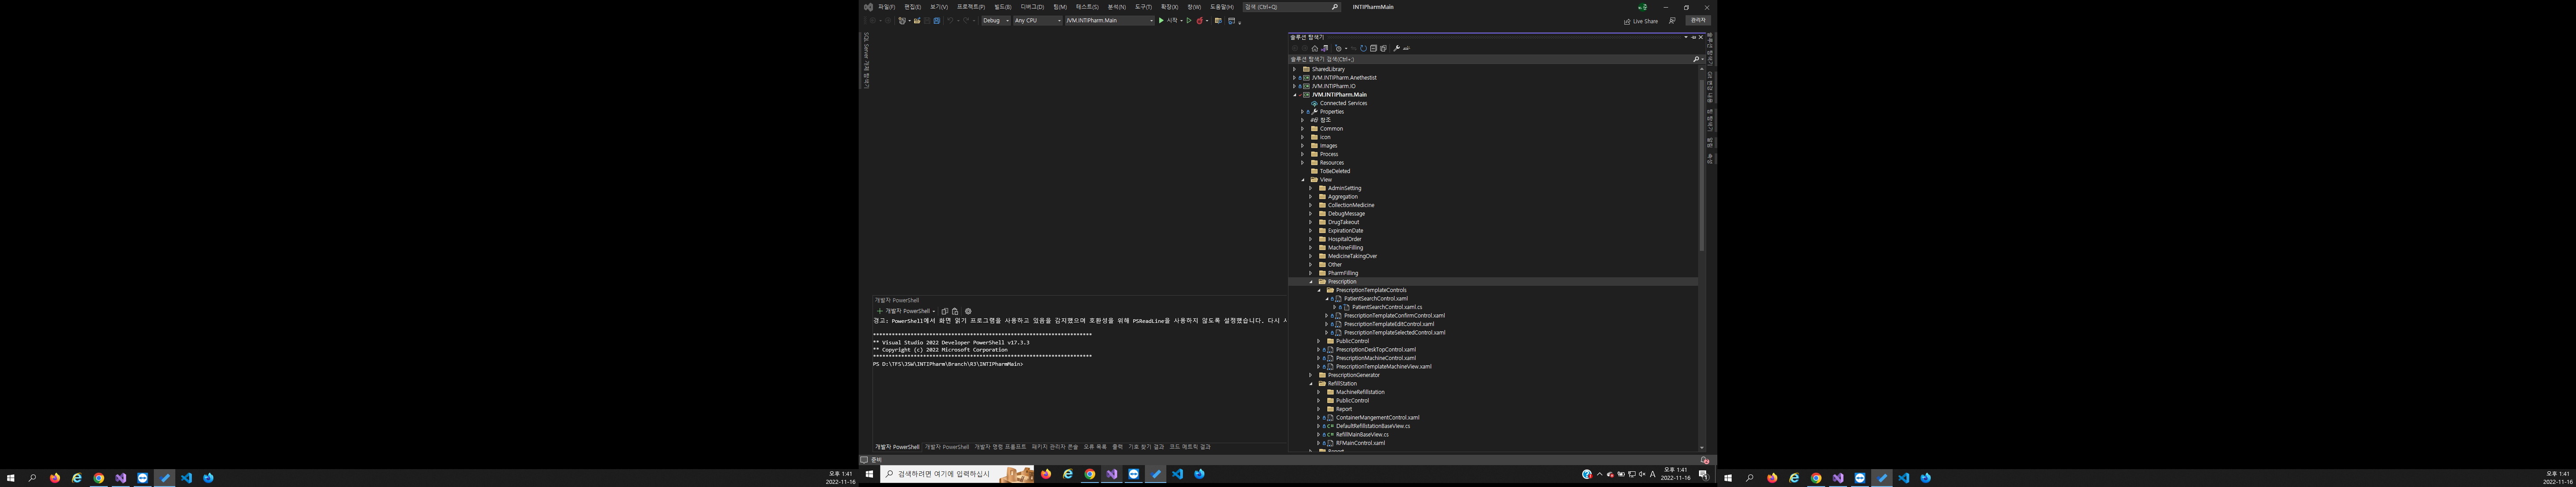 파일(F) 편집(E) 보기(V) 프로젝트(P) 빌드(B) 디버그(D) 팀(M) 테스트(S) 분석(N) 도구(T) 확장(X) 창(W) 도움말(H) 검색 (Ctrl+Q) INTIPharmMain
Debug Any CPU JVM.INTIPharm.Main 시작 Live Share 관리자
SQL Server 개체 탐색기
솔루션 탐색기
솔루션 탐색기 검색(Ctrl+;)
SharedLibrary
JVM.INTIPharm.Anethestist
JVM.INTIPharm.IO
JVM.INTIPharm.Main
Connected Services
Properties
참조
Common
icon
Images
Process
Resources
ToBeDeleted
View
AdminSetting
Aggregation
CollectionMedicine
DebugMessage
DrugTakeout
ExpirationDate
HospitalOrder
MachineFilling
MedicineTakingOver
Other
PharmFilling
Prescription
PrescriptionTemplateControls
PatientSearchControl.xaml
PatientSearchControl.xaml.cs
PrescriptionTemplateConfirmControl.xaml
PrescriptionTemplateEditControl.xaml
PrescriptionTemplateSelectedControl.xaml
PublicControl
PrescriptionDeskTopControl.xaml
PrescriptionMachineControl.xaml
PrescriptionTemplateMachineView.xaml
PrescriptionGenerator
RefillStation
MachineRefillstation
PublicControl
Report
ContainerMangementControl.xaml
DefaultRefillstationBaseView.cs
RefillMainBaseView.cs
RFMainControl.xaml
Report
개발자 PowerShell
개발자 PowerShell
경고: PowerShell에서 화면 읽기 프로그램을 사용하고 있음을 감지했으며 호환성을 위해 PSReadLine을 사용하지 않도록 설정했습니다. 다시 사
**********************************************************************
** Visual Studio 2022 Developer PowerShell v17.3.3
** Copyright (c) 2022 Microsoft Corporation
**********************************************************************
PS D:\TFS\JSW\INTIPharm\Branch\R3\INTIPharmMain>
개발자 PowerShell 개발자 PowerShell 개발자 명령 프롬프트 패키지 관리자 콘솔 오류 목록 출력 기호 찾기 결과 코드 메트릭 결과
준비
오후 1:41
2022-11-16
검색하려면 여기에 입력하십시
A
오후 1:41
2022-11-16
오후 1:41
2022-11-16